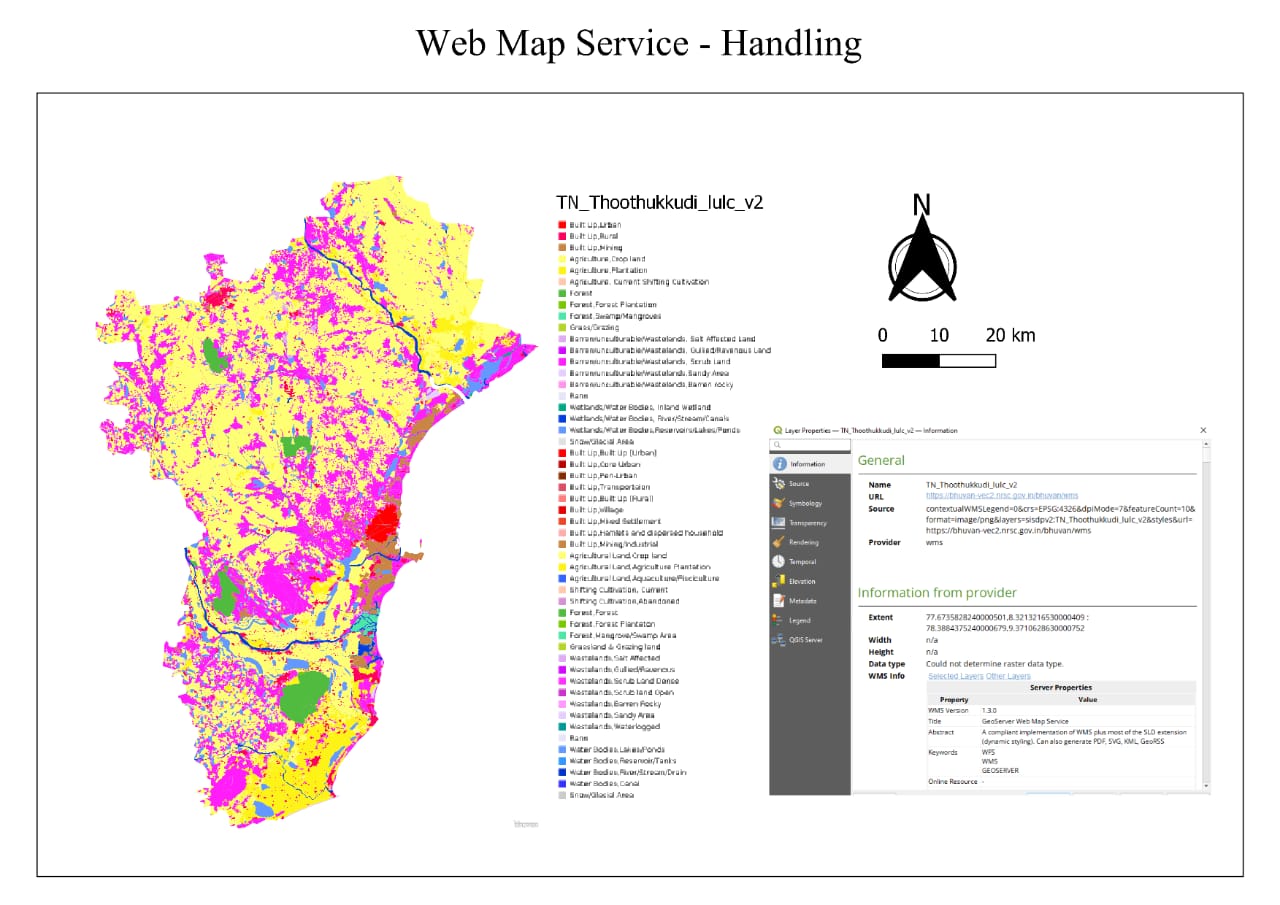 Web Map Service - Handling
TN_Thoothukkudi_lulc_v2
Built Up,Urban
Built Up,Rural
Built Up,Mining
Agriculture,Crop land
Agriculture,Plantation
Agriculture, Current Shifting Cultivation
Forest
Forest,Forest Plantation
Forest,Swamp/Mangroves
Grass/Grazing
Barren/unculturable/Wastelands, Salt Affected Land
Barren/unculturable/Wastelands, Gullied/Ravenous Land
Barren/unculturable/Wastelands, Scrub Land
Barren/unculturable/Wastelands,Sandy Area
Barren/unculturable/Wastelands,Barren rocky
Rann
Wetlands/Water Bodies, Inland Wetland
Wetlands/Water Bodies, River/Stream/Canals
Wetlands/Water Bodies,Reservoirs/Lakes/Ponds
Snow/Glacial Area
Built Up,Built Up (Urban)
Built Up,Core Urban
Built Up,Peri-Urban
Built Up,Transportaion
Built Up,Built Up (Rural)
Built Up,Village
Built Up,Mixed Settlement
Built Up,Hamlets and dispersed household
Built Up,Mining/Industrial
Agricultural Land,Crop land
Agricultural Land,Agriculture Plantation
Agricultural Land,Aquaculture/Pisciculture
Shifting Cultivation, Current
Shifting Cultivation,Abandoned
Forest,Forest
Forest,Forest Plantaton
Forest,Mangrove/Swamp Area
Grassland & Grazing land
Wastelands,Salt Affected
Wastelands,Gullied/Ravenous
Wastelands,Scrub Land Dense
Wastelands,Scrub land Open
Wastelands,Barren Rocky
Wastelands,Sandy Area
Wastelands,Waterlogged
Rann
Water Bodies,Lakes/Ponds
Water Bodies,Reservoir/Tanks
Water Bodies,River/Stream/Drain
Water Bodies,Canal
Snow/Glacial Area
bhuvan
N
0 10 20 km
Layer Properties — TN_Thoothukkudi_lulc_v2 — Information
Information
Source
Symbology
Transparency
Rendering
Temporal
Elevation
Metadata
Legend
QGIS Server
General
Name TN_Thoothukkudi_lulc_v2
URL https://bhuvan-vec2.nrsc.gov.in/bhuvan/wms
Source contextualWMSLegend=0&crs=EPSG:4326&dpiMode=7&featureCount=10&
format=image/png&layers=sisdpv2:TN_Thoothukkudi_lulc_v2&styles&url=
https://bhuvan-vec2.nrsc.gov.in/bhuvan/wms
Provider wms
Information from provider
Extent 77.6735828240000501,8.3213216530000409 :
78.3884375240000679,9.3710628630000752
Width n/a
Height n/a
Data type Could not determine raster data type.
WMS Info Selected Layers Other Layers
Server Properties
Property Value
WMS Version 1.3.0
Title GeoServer Web Map Service
Abstract A compliant implementation of WMS plus most of the SLD extension
(dynamic styling). Can also generate PDF, SVG, KML, GeoRSS
Keywords WFS
WMS
GEOSERVER
Online Resource -